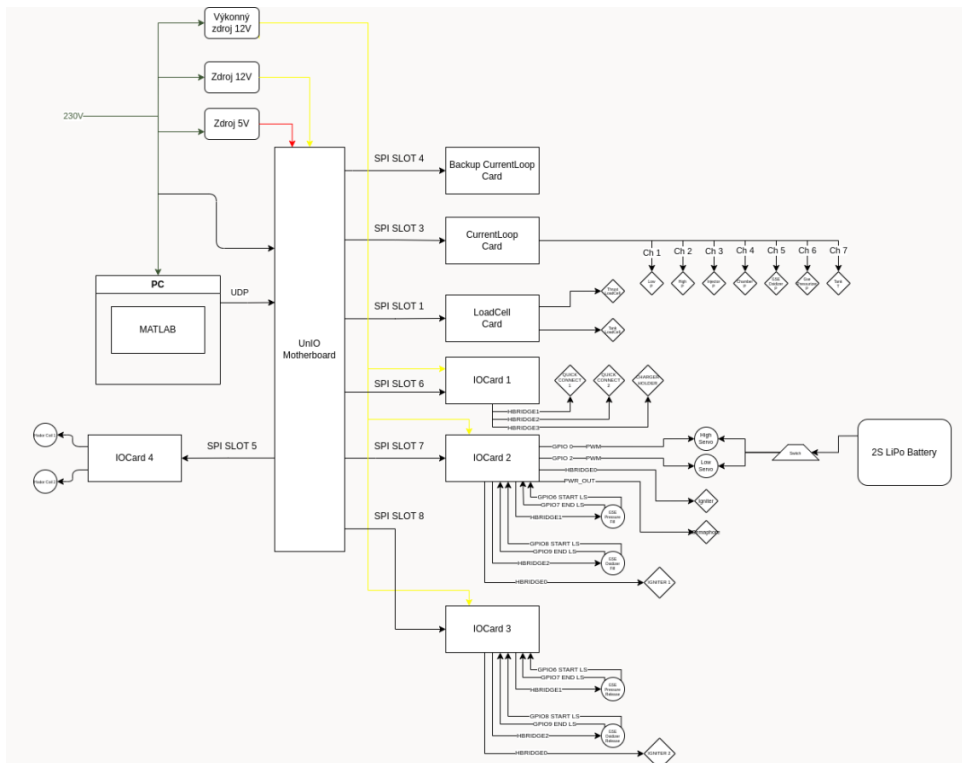 Výkonný
zdroj 12V
Zdroj 12V
230V
Zdroj 5V
SPI SLOT 4
Backup CurrentLoop
Card
SPI SLOT 3
CurrentLoop
Card
Ch 1
Ch 2
Ch 3
Ch 4
Ch 5
Ch 6
Ch 7
PC
MATLAB
UDP
UnIO
Motherboard
SPI SLOT 1
LoadCell
Card
SPI SLOT 6
IOCard 1
QUICK
CONNECT
1
QUICK
CONNECT
2
CHARGER
HOLDER
HBRIDGE1
HBRIDGE2
HBRIDGE3
SPI SLOT 5
IOCard 4
SPI SLOT 7
IOCard 2
GPIO 0
PWM
GPIO 2
PWM
HBRIDGE0
PWR_OUT
High
Servo
Low
Servo
Switch
2S LiPo Battery
Igniter
GPIO6 START LS
GPIO7 END LS
HBRIDGE1
GPIO8 START LS
GPIO9 END LS
HBRIDGE2
HBRIDGE0
IGNITER 1
SPI SLOT 8
IOCard 3
GPIO6 START LS
GPIO7 END LS
HBRIDGE1
GPIO8 START LS
GPIO9 END LS
HBRIDGE2
HBRIDGE0
IGNITER 2